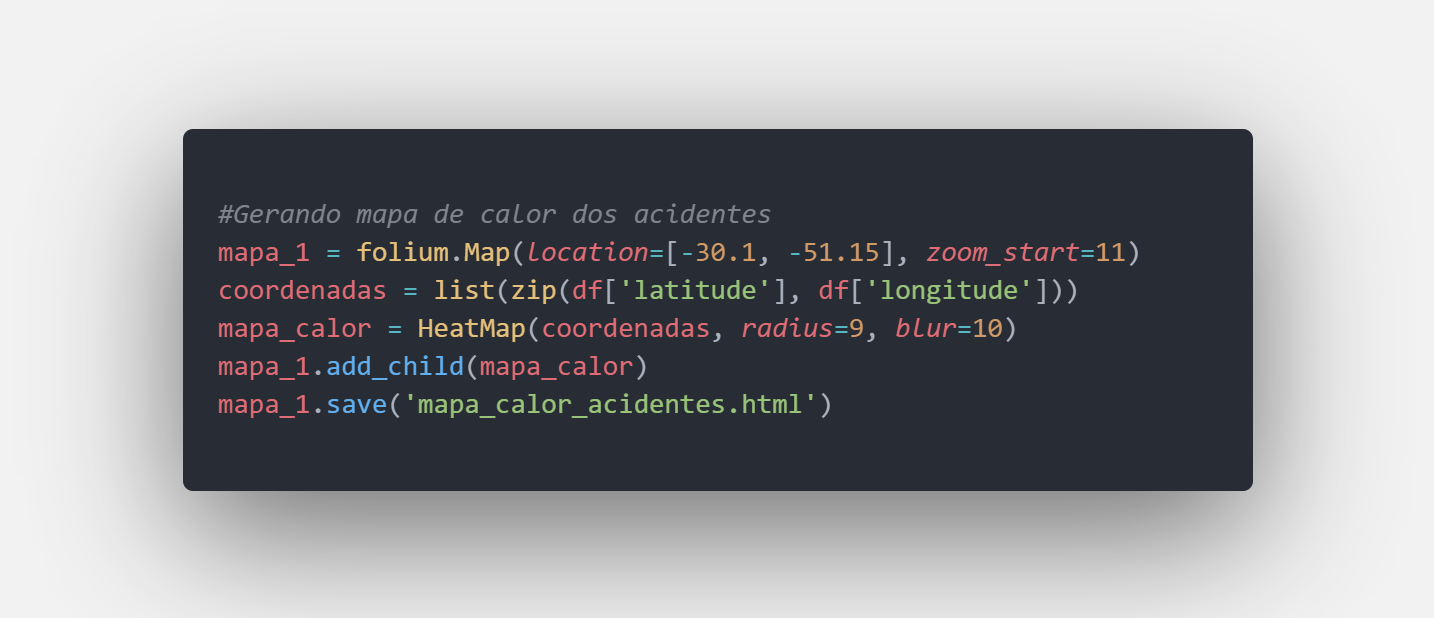 #Gerando mapa de calor dos acidentes
mapa_1 = folium.Map(location=[-30.1, -51.15], zoom_start=11)
coordenadas = list(zip(df['latitude'], df['longitude']))
mapa_calor = HeatMap(coordenadas, radius=9, blur=10)
mapa_1.add_child(mapa_calor)
mapa_1.save('mapa_calor_acidentes.html')